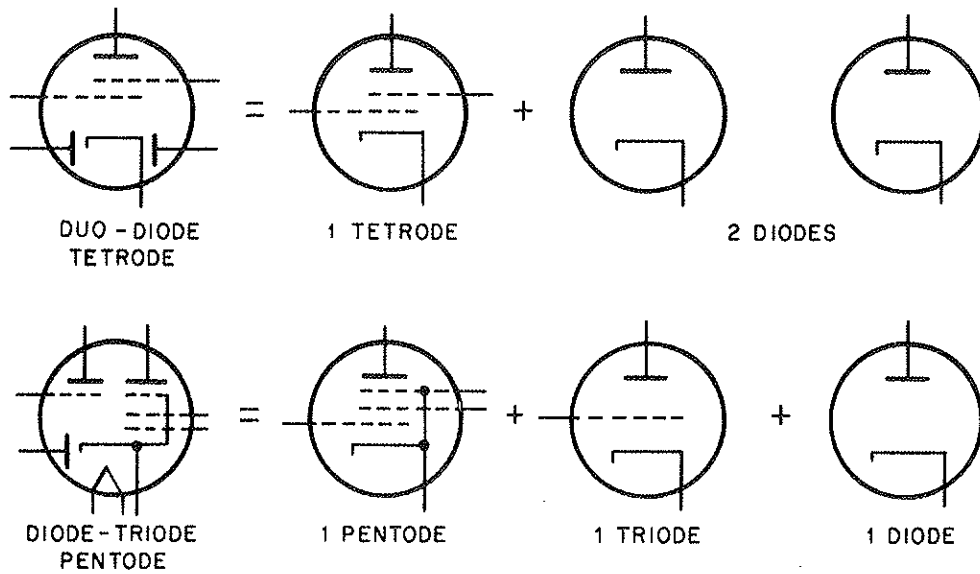 =
+
DUO-DIODE
TETRODE
1 TETRODE
2 DIODES
=
+
+
DIODE-TRIODE
PENTODE
1 PENTODE
1 TRIODE
1 DIODE